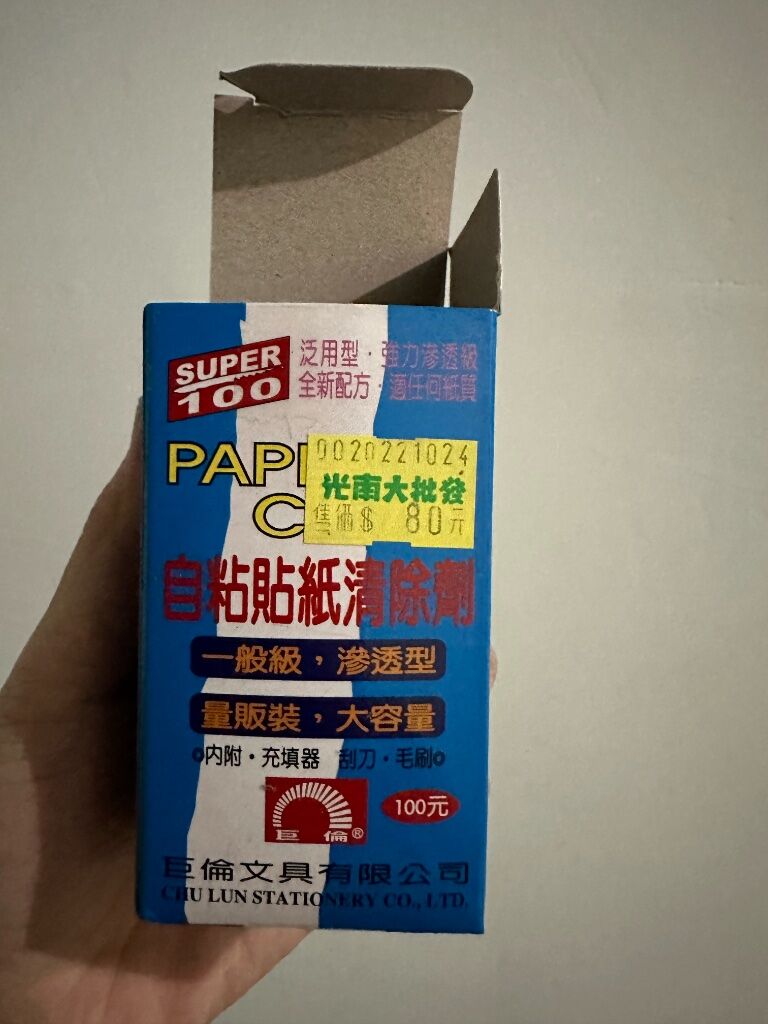 SUPER
100
泛用型·強力滲透級
全新配方·適任何紙質
PAP
C
0020221024
光南大批發
售價$ 80元
自粘貼紙清除劑
一般級，滲透型
量販裝，大容量
內附·充填器 刮刀·毛刷
100元
巨倫®
巨倫文具有限公司
CHU LUN STATIONERY CO., LTD.